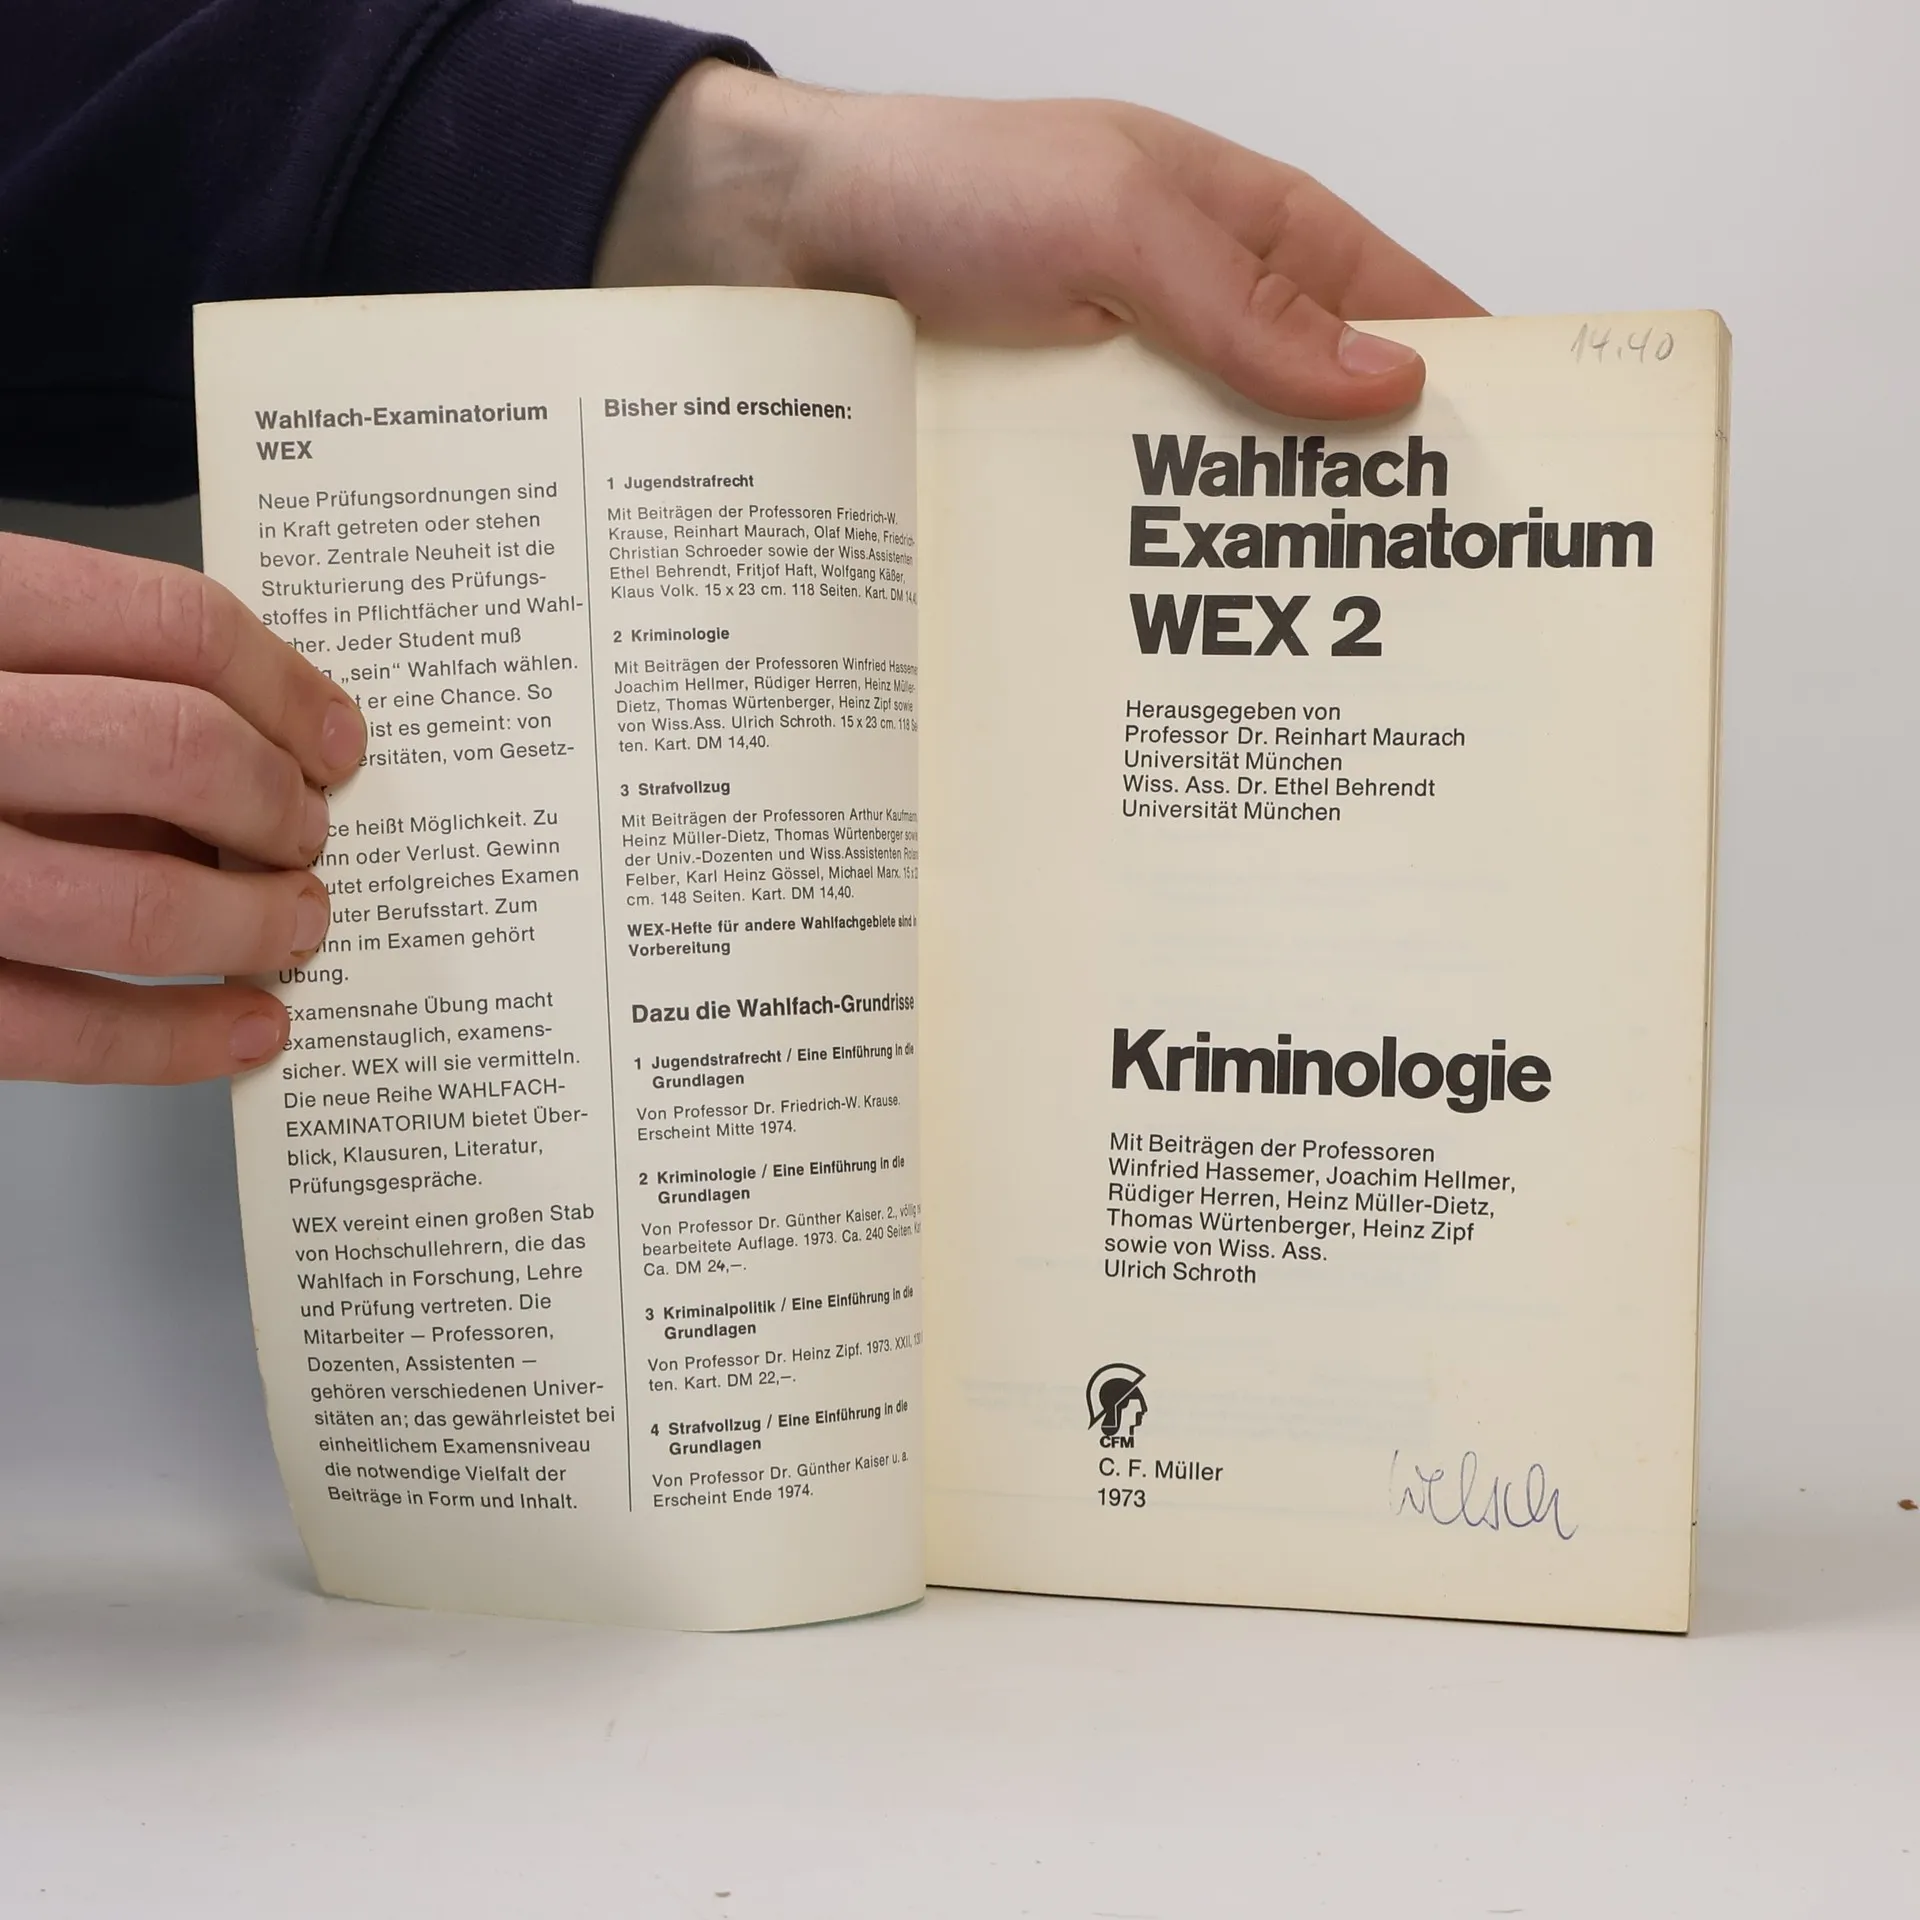 Wahlfach-Examinatorium
WEX
Neue Prüfungsordnungen sind
in Kraft getreten oder stehen
bevor. Zentrale Neuheit ist die
Strukturierung des Prüfungs-
stoffes in Pflichtfächer und Wahl-
Jeder Student muß
„sein“ Wahlfach wählen.
er eine Chance. So
ist es gemeint: von
vom Gesetz-
heißt Möglichkeit. Zu
oder Verlust. Gewinn
erfolgreiches Examen
Berufsstart. Zum
im Examen gehört
Übung.
Examensnahe Übung macht
examenstauglich, examens-
sicher. WEX will sie vermitteln.
Die neue Reihe WAHLFACH-
EXAMINATORIUM bietet Über-
blick, Klausuren, Literatur,
Prüfungsgespräche.
WEX vereint einen großen Stab
von Hochschullehrern, die das
Wahlfach in Forschung, Lehre
und Prüfung vertreten. Die
Mitarbeiter — Professoren,
Dozenten, Assistenten —
gehören verschiedenen Univer-
sitäten an; das gewährleistet bei
einheitlichem Examensniveau
die notwendige Vielfalt der
Beiträge in Form und Inhalt.
Bisher sind erschienen:
1 Jugendstrafrecht
Mit Beiträgen der Professoren Friedrich-W.
Krause, Reinhart Maurach, Olaf Miehe, Friedrich-
Christian Schroeder sowie der Wiss.Assistenten
Ethel Behrendt, Fritjof Haft, Wolfgang Käßer,
Klaus Volk. 15 x 23 cm. 118 Seiten. Kart. DM
2 Kriminologie
Mit Beiträgen der Professoren Winfried
Joachim Hellmer, Rüdiger Herren, Heinz Müller-
Dietz, Thomas Würtenberger, Heinz Zipf sowie
von Wiss.Ass. Ulrich Schroth. 15 x 23 cm. 118
ten. Kart. DM 14,40.
3 Strafvollzug
Mit Beiträgen der Professoren Arthur
Heinz Müller-Dietz, Thomas Würtenberger sowie
der Univ.-Dozenten und Wiss.Assistenten
Felber, Karl Heinz Gössel, Michael Marx.
cm. 148 Seiten. Kart. DM 14,40.
WEX-Hefte für andere Wahlfachgebiete sind
Vorbereitung
Dazu die Wahlfach-Grundrisse
1 Jugendstrafrecht / Eine Einführung in die
Grundlagen
Von Professor Dr. Friedrich-W. Krause.
Erscheint Mitte 1974.
2 Kriminologie / Eine Einführung in die
Grundlagen
Von Professor Dr. Günther Kaiser. 2., völlig
bearbeitete Auflage. 1973. Ca. 240 Seiten.
Ca. DM 24,—.
3 Kriminalpolitik / Eine Einführung in die
Grundlagen
Von Professor Dr. Heinz Zipf. 1973. XXII,
ten. Kart. DM 22,—.
4 Strafvollzug / Eine Einführung in die
Grundlagen
Von Professor Dr. Günther Kaiser u. a.
Erscheint Ende 1974.
14.40
Wahlfach
Examinatorium
WEX 2
Herausgegeben von
Professor Dr. Reinhart Maurach
Universität München
Wiss. Ass. Dr. Ethel Behrendt
Universität München
Kriminologie
Mit Beiträgen der Professoren
Winfried Hassemer, Joachim Hellmer,
Rüdiger Herren, Heinz Müller-Dietz,
Thomas Würtenberger, Heinz Zipf
sowie von Wiss. Ass.
Ulrich Schroth
CFM
C. F. Müller
1973
Welsch